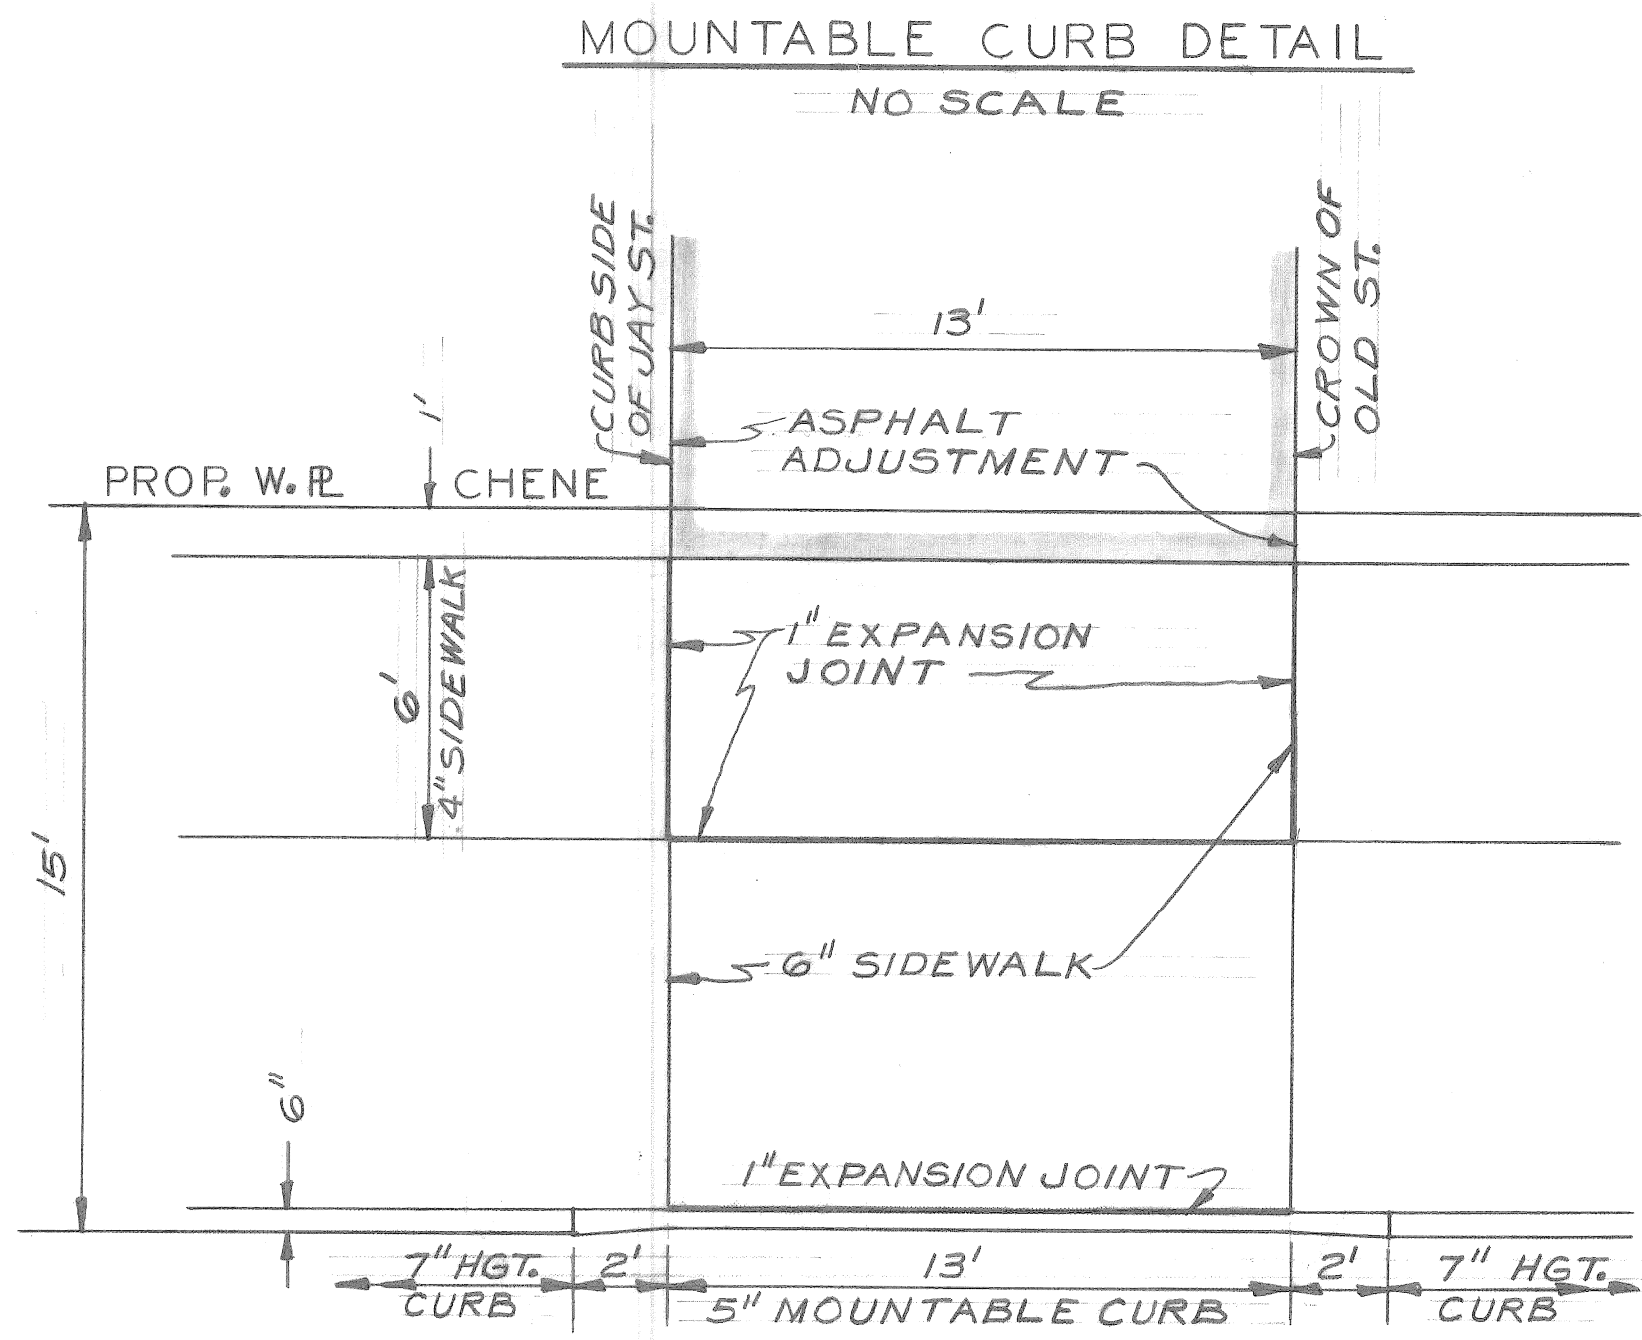 MOUNTABLE CURB DETAIL
NO SCALE
CURB SIDE
OF JAY ST.
CROWN OF
OLD ST.
13'
1'
ASPHALT
ADJUSTMENT
PROP. W. PL CHENE
6'
4" SIDEWALK
1" EXPANSION
JOINT
15'
6" SIDEWALK
6"
1" EXPANSION JOINT
7" HGT.
CURB
2'
13'
5" MOUNTABLE CURB
2'
7" HGT.
CURB